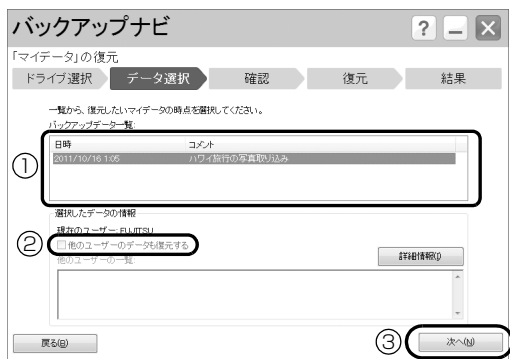 バックアップナビ
? – X
「マイデータ」の復元
ドライブ選択 データ選択 確認 復元 結果
一覧から、復元したいマイデータの時点を選択してください。
バックアップデータ一覧:
日時 コメント
① 2011/10/16 1:05 ハワイ旅行の写真取り込み
選択したデータの情報
現在のユーザー: FUJITSU
② 他のユーザーのデータも復元する
他のユーザーの一覧: 詳細情報(I)
戻る(B) ③ 次へ(N)